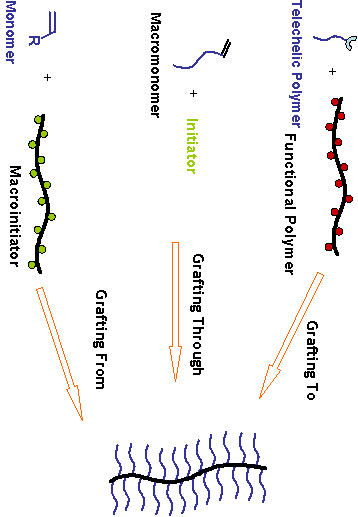 +
Telechelic Polymer
Functional Polymer
Grafting To
+ Initiator
Macromonomer
Grafting Through
R
+
Monomer
Macroinitiator
Grafting From